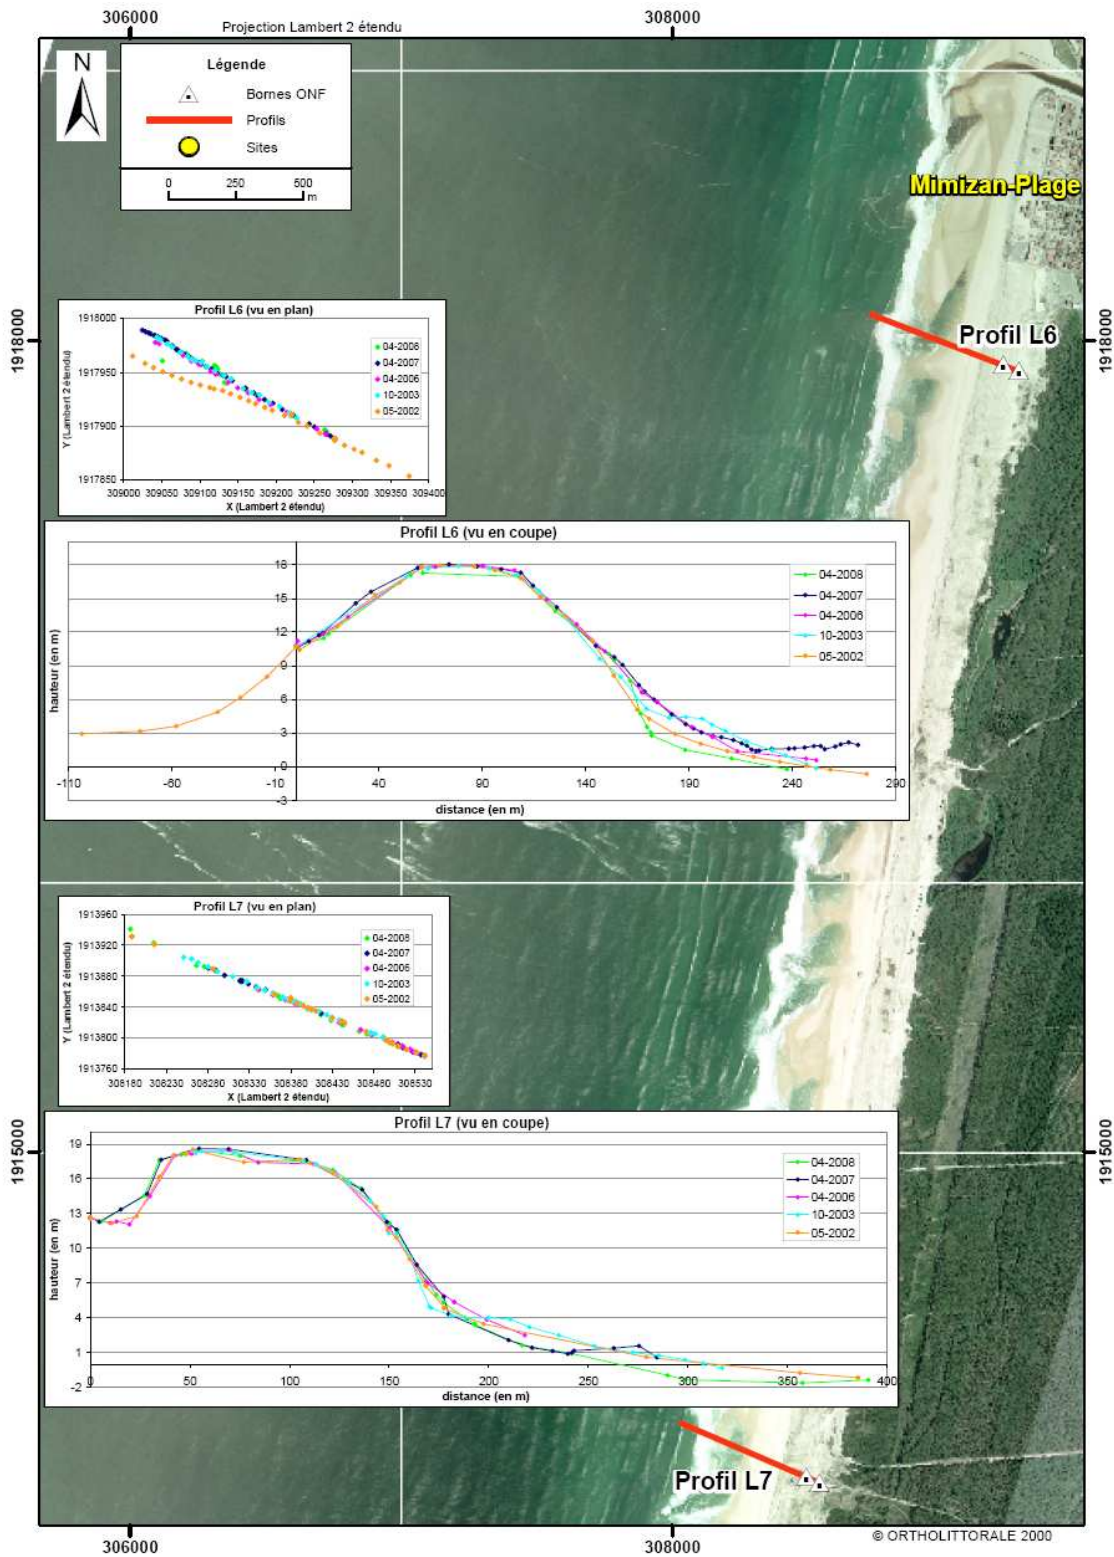 306000
308000
Projection Lambert 2 étendu
N
Légende
Bornes ONF
Profils
Sites
0 250 500
m
Mimizan-Plage
1918000
1918000
Profil L6
Profil L6 (vu en plan)
Y (Lambert 2 étendu)
1918000
1917950
1917900
1917850
04-2008
04-2007
04-2006
10-2003
05-2002
309000 309050 309100 309150 309200 309250 309300 309350 309400
X (Lambert 2 étendu)
Profil L6 (vu en coupe)
hauteur (en m)
18
15
12
9
6
3
0
-3
04-2008
04-2007
04-2006
10-2003
05-2002
-110 -60 -10 40 90 140 190 240 290
distance (en m)
Profil L7 (vu en plan)
Y (Lambert 2 étendu)
1913960
1913920
1913880
1913840
1913800
1913760
04-2008
04-2007
04-2006
10-2003
05-2002
308180 308230 308280 308330 308380 308430 308480 308530
X (Lambert 2 étendu)
1915000
1915000
Profil L7 (vu en coupe)
hauteur (en m)
19
16
13
10
7
4
1
-2
04-2008
04-2007
04-2006
10-2003
05-2002
0 50 100 150 200 250 300 350 400
distance (en m)
Profil L7
© ORTHOLITTORALE 2000
306000
308000